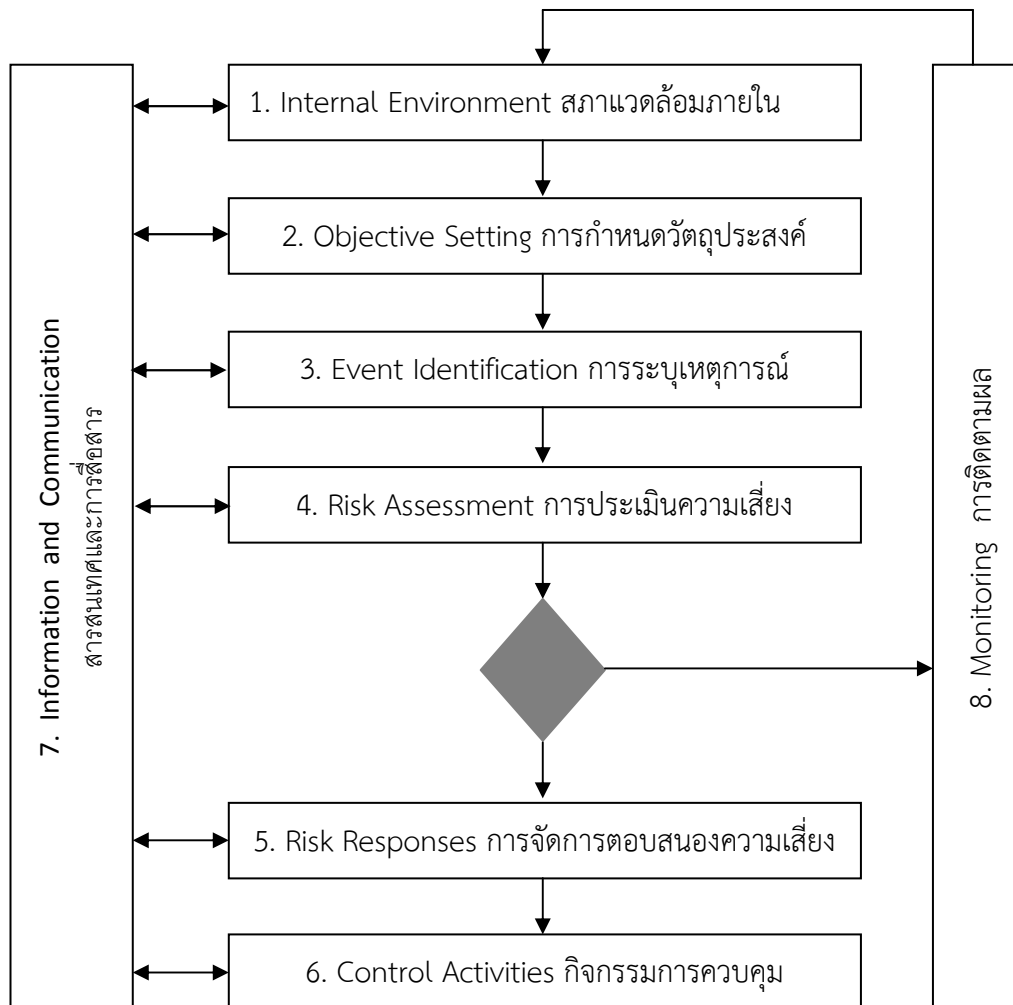 1. Internal Environment สภาแวดล้อมภายใน
2. Objective Setting การกำหนดวัตถุประสงค์
3. Event Identification การระบุเหตุการณ์
4. Risk Assessment การประเมินความเสี่ยง
5. Risk Responses การจัดการตอบสนองความเสี่ยง
6. Control Activities กิจกรรมการควบคุม
7. Information and Communication
สารสนเทศและการสื่อสาร
8. Monitoring การติดตามผล